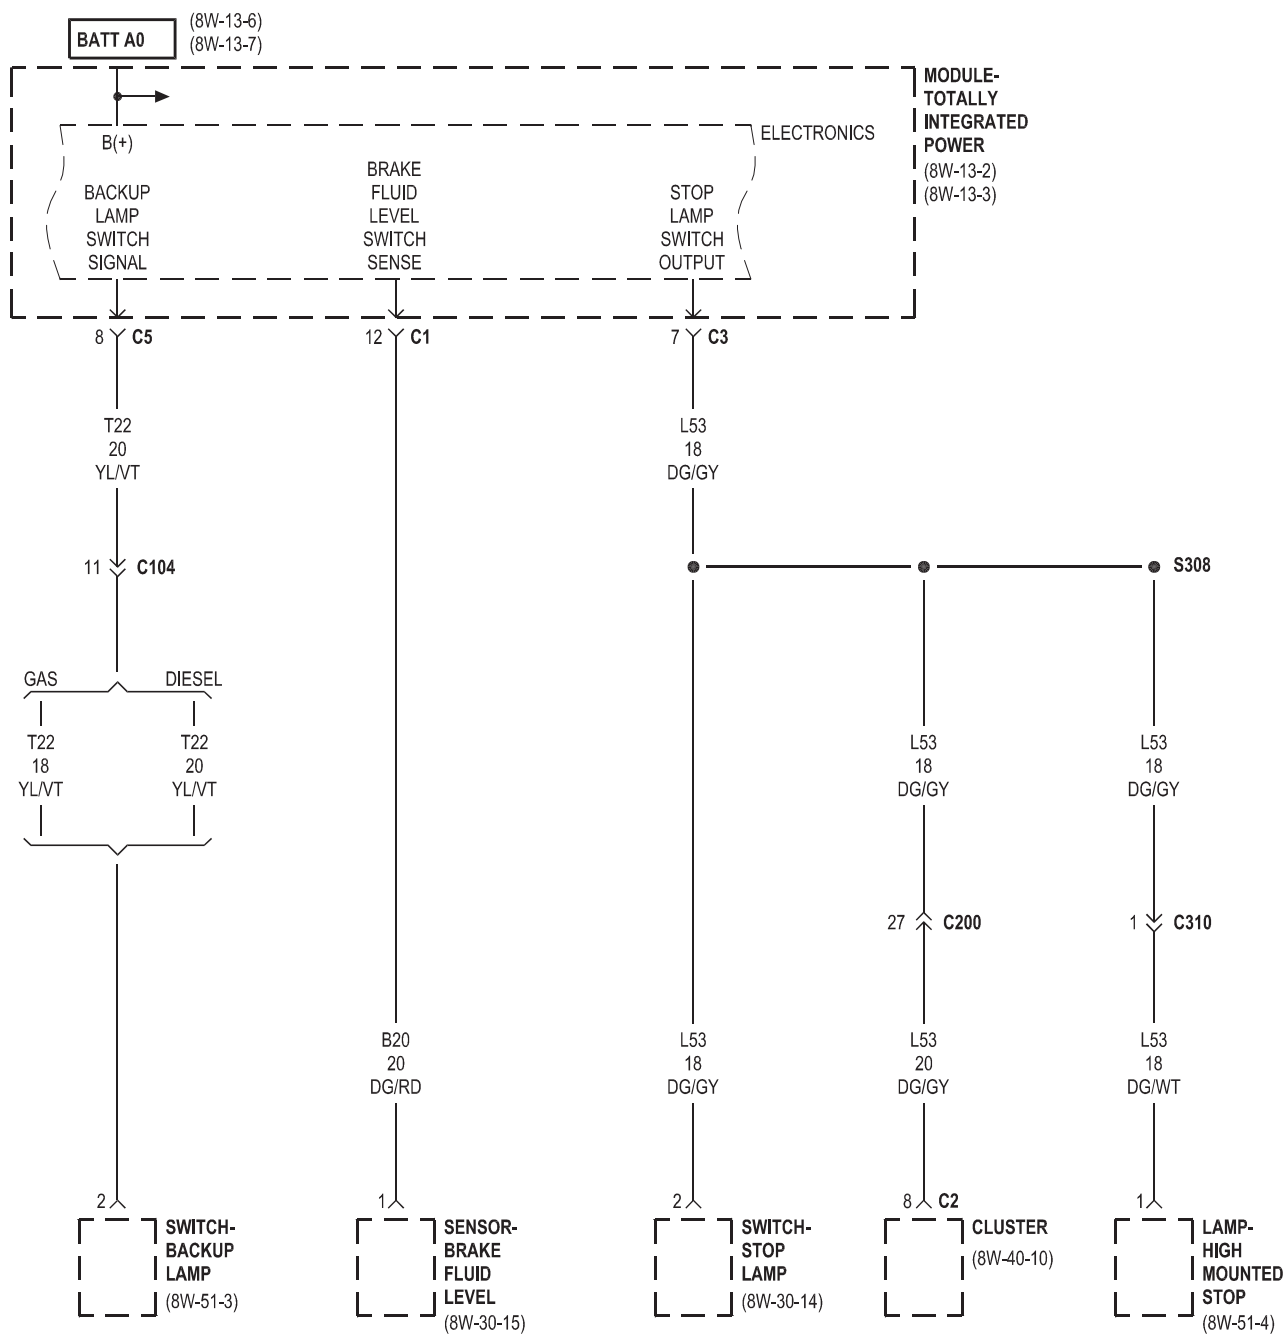 BATT A0
(8W-13-6)
(8W-13-7)
MODULE-
TOTALLY
INTEGRATED
POWER
(8W-13-2)
(8W-13-3)
ELECTRONICS
B(+)
BACKUP
LAMP
SWITCH
SIGNAL
BRAKE
FLUID
LEVEL
SWITCH
SENSE
STOP
LAMP
SWITCH
OUTPUT
8 C5
12 C1
7 C3
T22
20
YL/VT
L53
18
DG/GY
11 C104
S308
GAS
DIESEL
T22
18
YL/VT
T22
20
YL/VT
L53
18
DG/GY
L53
18
DG/GY
27 C200
1 C310
B20
20
DG/RD
L53
18
DG/GY
L53
20
DG/GY
L53
18
DG/WT
2
1
2
8 C2
1
SWITCH-
BACKUP
LAMP
(8W-51-3)
SENSOR-
BRAKE
FLUID
LEVEL
(8W-30-15)
SWITCH-
STOP
LAMP
(8W-30-14)
CLUSTER
(8W-40-10)
LAMP-
HIGH
MOUNTED
STOP
(8W-51-4)